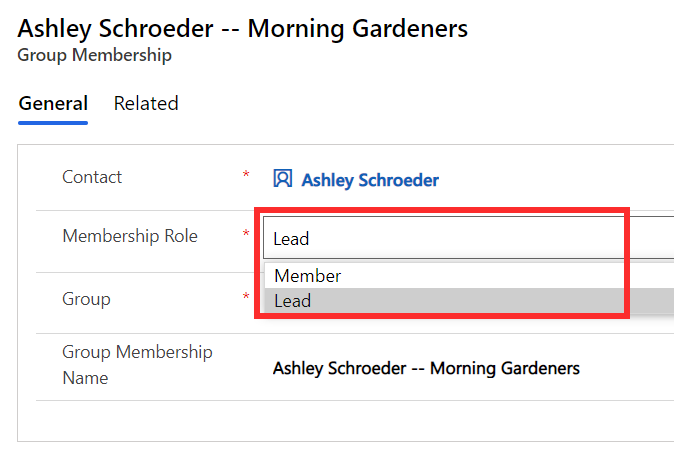 Ashley Schroeder -- Morning Gardeners
Group Membership
General Related
Contact * Ashley Schroeder
Membership Role * Lead
Member
Group * Lead
Group Membership
Name
Ashley Schroeder -- Morning Gardeners